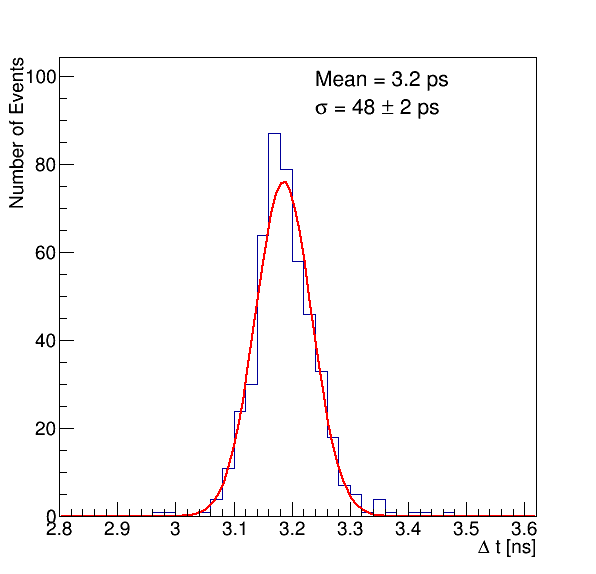 Number of Events
100
80
60
40
20
0
Mean = 3.2 ps
σ = 48 ± 2 ps
2.8 2.9 3 3.1 3.2 3.3 3.4 3.5 3.6
Δ t [ns]